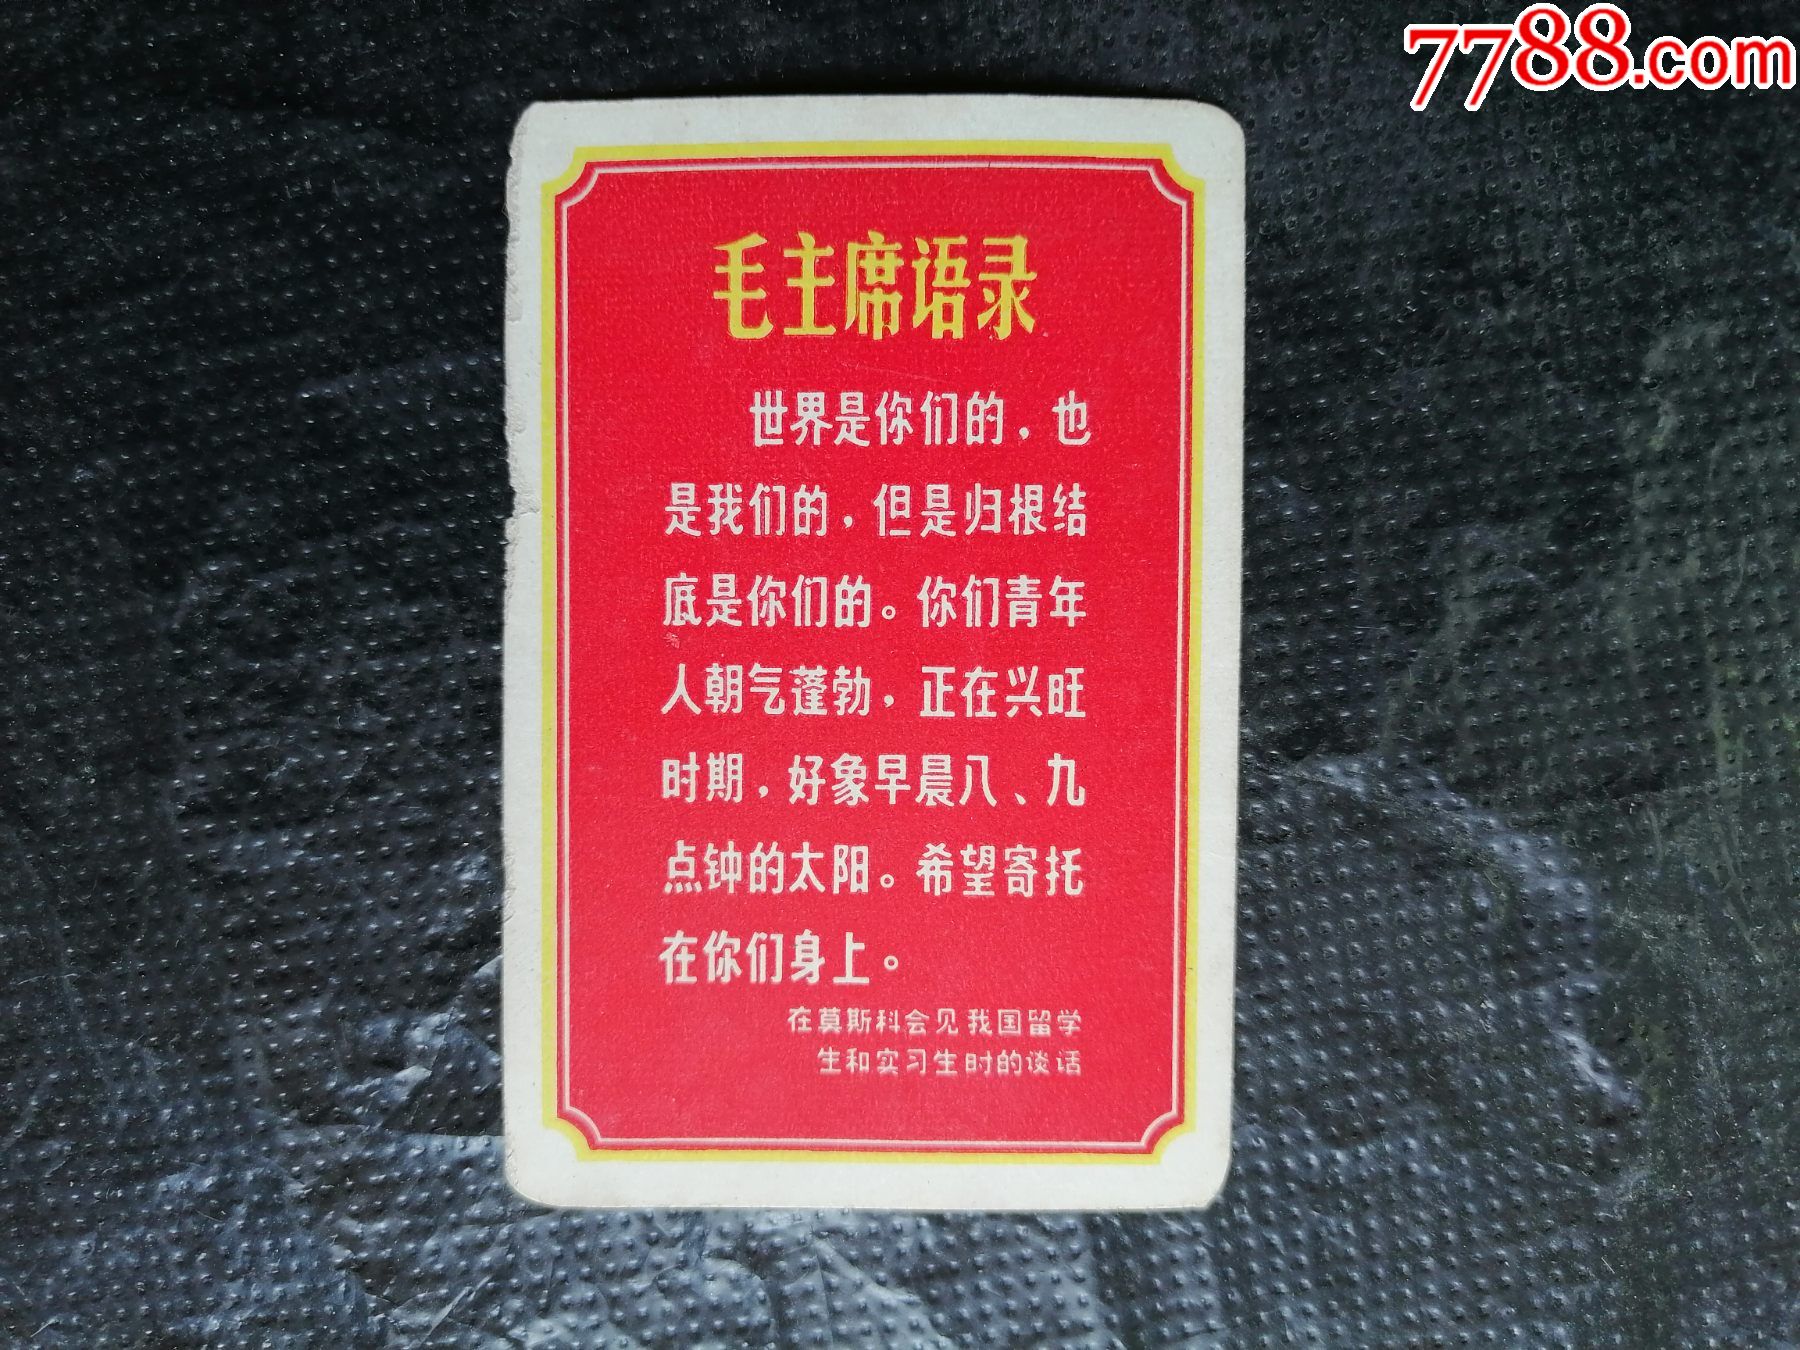 7788.com
毛主席语录
世界是你们的，也
是我们的，但是归根结
底是你们的。你们青年
人朝气蓬勃，正在兴旺
时期，好象早晨八、九
点钟的太阳。希望寄托
在你们身上。
在莫斯科会见我国留学
生和实习生时的谈话